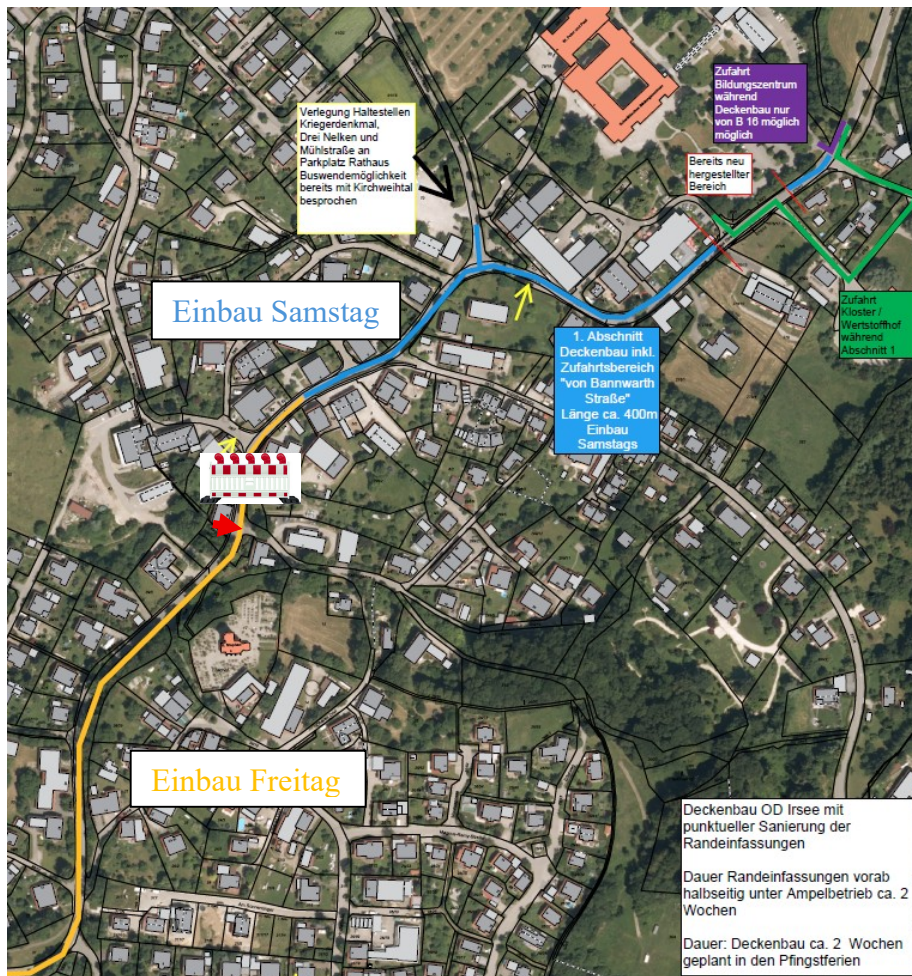 Verlegung Haltestellen
Kriegerdenkmal,
Drei Nelken und
Mühlstraße an
Parkplatz Rathaus
Buswendemöglichkeit
bereits mit Kirchweihtal
besprochen
Zufahrt
Bildungszentrum
während
Deckenbau nur
von B 16 möglich
möglich
Bereits neu
hergestellter
Bereich
Einbau Samstag
Zufahrt
Kloster /
Wertstoffhof
während
Abschnitt 1
1. Abschnitt
Deckenbau inkl.
Zufahrtsbereich
"von Bannwarth
Straße"
Länge ca. 400m
Einbau
Samstags
Einbau Freitag
Deckenbau OD Irsee mit
punktueller Sanierung der
Randeinfassungen
Dauer Randeinfassungen vorab
halbseitig unter Ampelbetrieb ca. 2
Wochen
Dauer: Deckenbau ca. 2 Wochen
geplant in den Pfingstferien